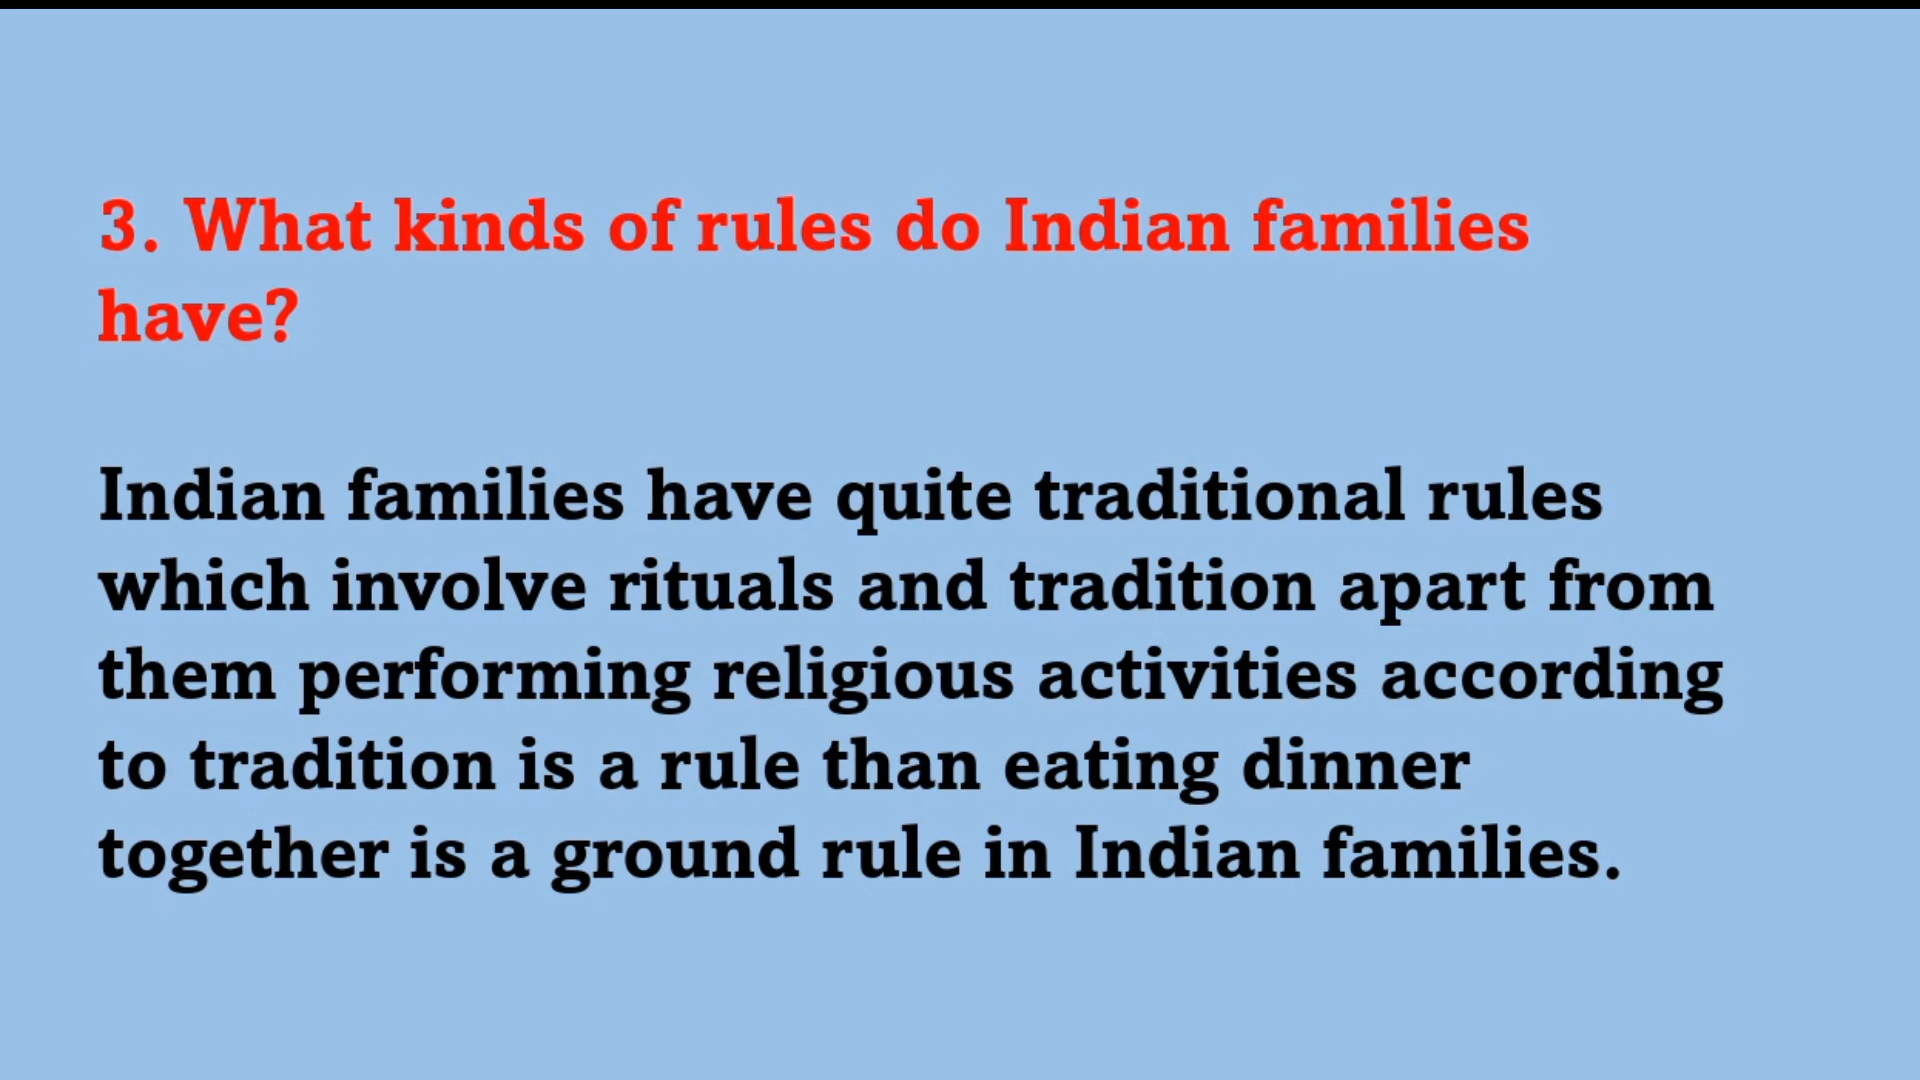 3. What kinds of rules do Indian families
have?
Indian families have quite traditional rules
which involve rituals and tradition apart from
them performing religious activities according
to tradition is a rule than eating dinner
together is a ground rule in Indian families.